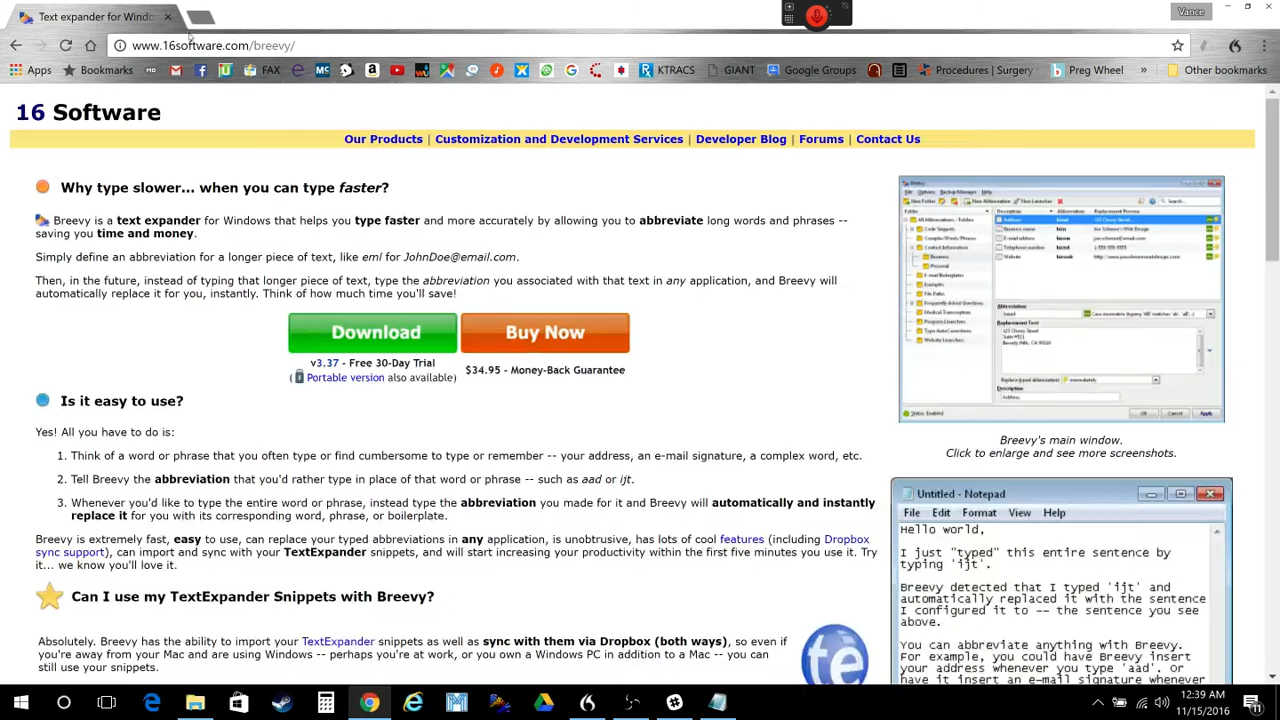 Text expander for Windo
Vance
www.16software.com/breevy/
Apps
Bookmarks
FAX
KTRACS
GIANT
Google Groups
Procedures | Surgery
Preg Wheel
»
Other bookmarks
16 Software
Our Products | Customization and Development Services | Developer Blog | Forums | Contact Us
Why type slower... when you can type faster?
Breevy is a text expander for Windows that helps you type faster and more accurately by allowing you to abbreviate long words and phrases --
saving you time and money.
Simply define an abbreviation for a longer piece of text, like eml for JohnDoe@email.com.
Then, in the future, instead of typing that longer piece of text, type the abbreviation you associated with that text in any application, and Breevy will
automatically replace it for you, instantly. Think of how much time you'll save!
Download
Buy Now
v3.37 - Free 30-Day Trial
( Portable version also available)
$34.95 - Money-Back Guarantee
Is it easy to use?
Yes! All you have to do is:
1. Think of a word or phrase that you often type or find cumbersome to type or remember -- your address, an e-mail signature, a complex word, etc.
2. Tell Breevy the abbreviation that you'd rather type in place of that word or phrase -- such as aad or ijt.
3. Whenever you'd like to type the entire word or phrase, instead type the abbreviation you made for it and Breevy will automatically and instantly
replace it for you with its corresponding word, phrase, or boilerplate.
Breevy is extremely fast, easy to use, can replace your typed abbreviations in any application, is unobtrusive, has lots of cool features (including Dropbox
sync support), can import and sync with your TextExpander snippets, and will start increasing your productivity within the first five minutes you use it. Try
it... we know you'll love it.
Can I use my TextExpander Snippets with Breevy?
Absolutely. Breevy has the ability to import your TextExpander snippets as well as sync with them via Dropbox (both ways), so even if
you're away from your Mac and are using Windows -- perhaps you're at work, or you own a Windows PC in addition to a Mac -- you can
still use your snippets.
te
Breevy's main window.
Click to enlarge and see more screenshots.
Untitled - Notepad
File Edit Format View Help
Hello world,
I just "typed" this entire sentence by
typing 'ijt'.
Breevy detected that I typed 'ijt' and
automatically replaced it with the sentence
I configured it to -- the sentence you see
above.
You can abbreviate anything with Breevy.
For example, you could have Breevy insert
your address whenever you type 'aad'. Or
have it insert an e-mail signature whenever
12:39 AM
11/15/2016